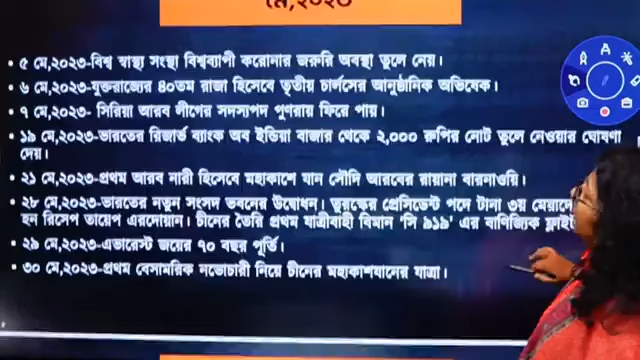 মে,২০২৩
• ৫ মে,২০২৩-বিশ্ব স্বাস্থ্য সংস্থা বিশ্বব্যাপী করোনার জরুরি অবস্থা তুলে নেয়।
• ৬ মে,২০২৩-যুক্তরাজ্যের ৪০তম রাজা হিসেবে তৃতীয় চার্লসের আনুষ্ঠানিক অভিষেক।
• ৭ মে,২০২৩- সিরিয়া আরব লীগের সদস্যপদ পুণরায় ফিরে পায়।
• ১৯ মে,২০২৩-ভারতের রিজার্ভ ব্যাংক অব ইন্ডিয়া বাজার থেকে ২,০০০ রুপির নোট তুলে নেওয়ার ঘোষণা
দেয়।
• ২১ মে,২০২৩-প্রথম আরব নারী হিসেবে মহাকাশে যান সৌদি আরবের রায়ানা বারনাওয়ি।
• ২৮ মে,২০২৩-ভারতের নতুন সংসদ ভবনের উদ্বোধন। তুরস্কের প্রেসিডেন্ট পদে টানা ৩য় মেয়াদে
হন রিসেপ তায়েপ এরদোয়ান। চীনের তৈরি প্রথম যাত্রীবাহী বিমান 'সি ৯১৯' এর বাণিজ্যিক
• ২৯ মে,২০২৩-এভারেস্ট জয়ের ৭০ বছর পূর্তি।
• ৩০ মে,২০২৩-প্রথম বেসামরিক নভোচারী নিয়ে চীনের মহাকাশযানের যাত্রা।